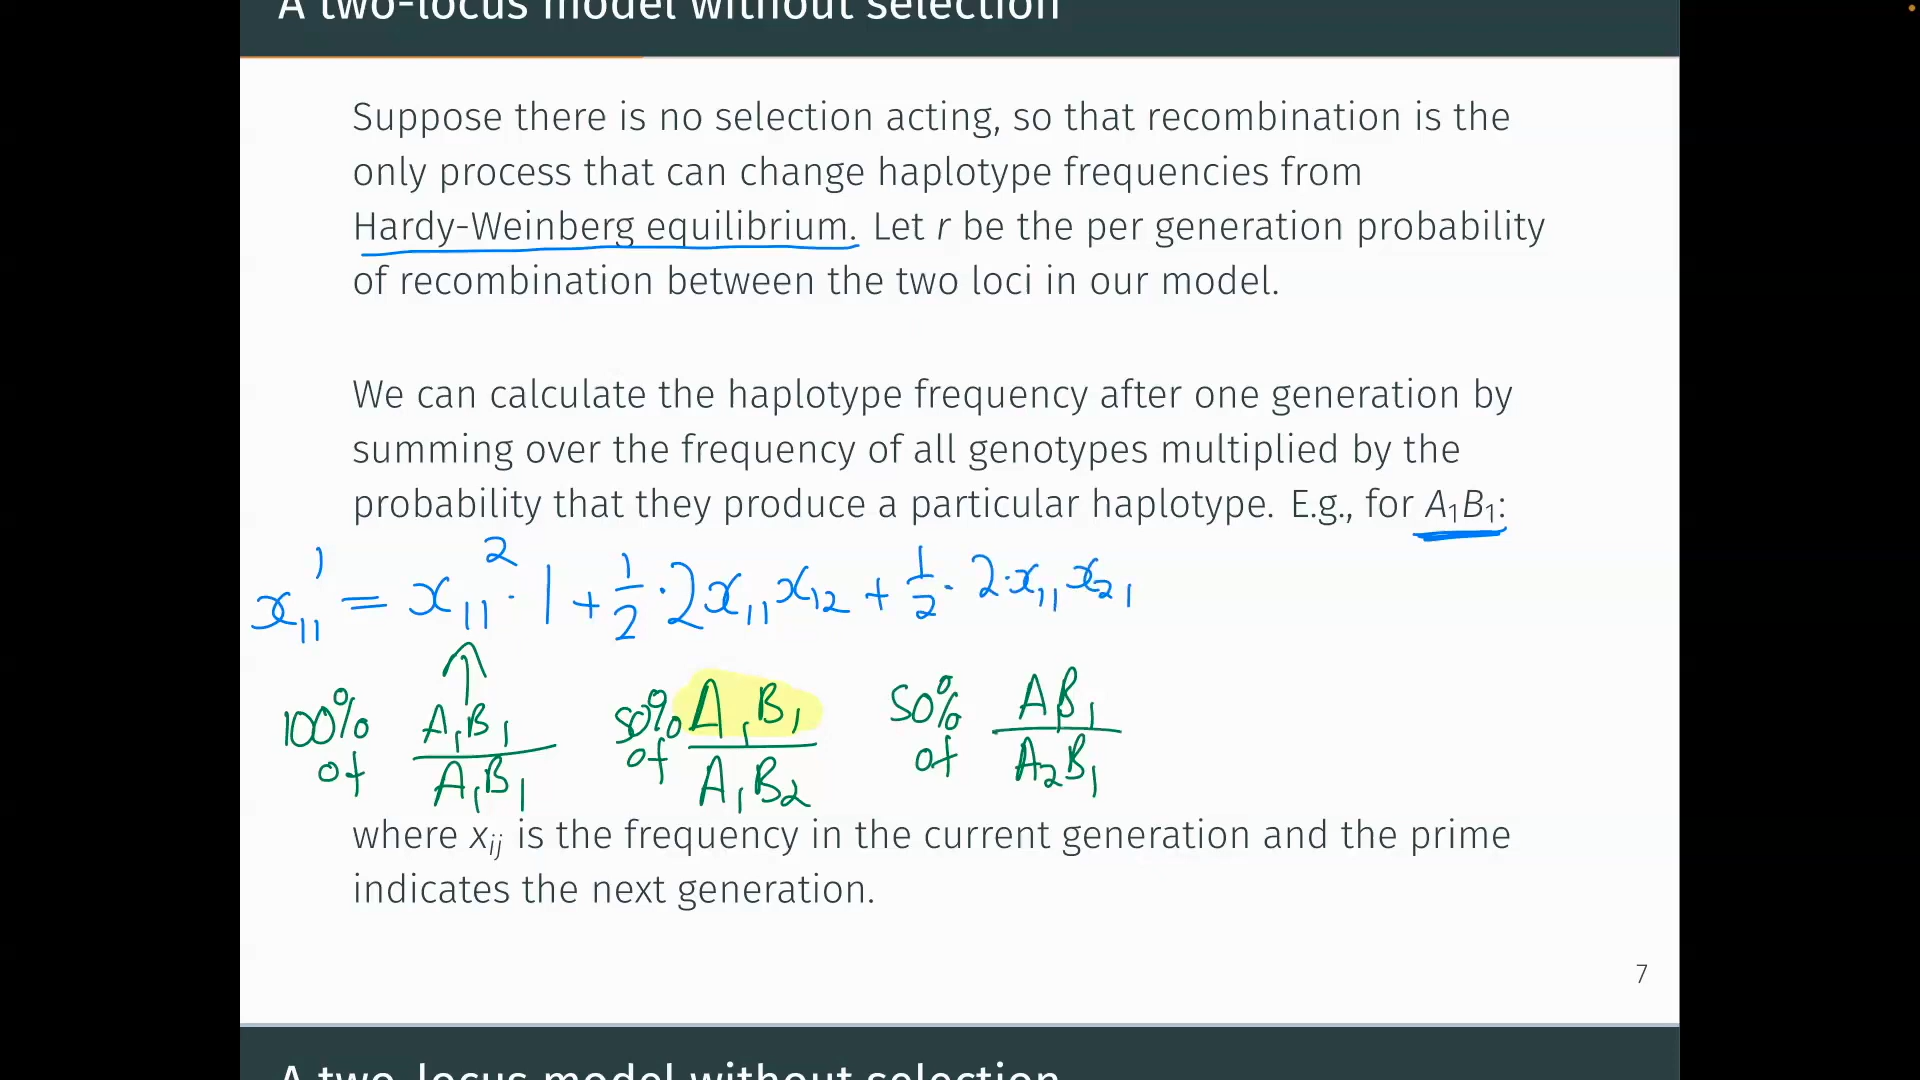 A two-locus model without selection
Suppose there is no selection acting, so that recombination is the
only process that can change haplotype frequencies from
Hardy-Weinberg equilibrium. Let r be the per generation probability
of recombination between the two loci in our model.
We can calculate the haplotype frequency after one generation by
summing over the frequency of all genotypes multiplied by the
probability that they produce a particular haplotype. E.g., for A₁B₁:
x₁₁' = x₁₁² · 1 + 1/2 · 2x₁₁x₁₂ + 1/2 · 2·x₁₁x₂₁
100% of A₁B₁/A₁B₁ 50% of A₁B₁/A₁B₂ 50% of AB₁/A₂B₁
where xᵢⱼ is the frequency in the current generation and the prime
indicates the next generation.
7
A two-locus model without selection